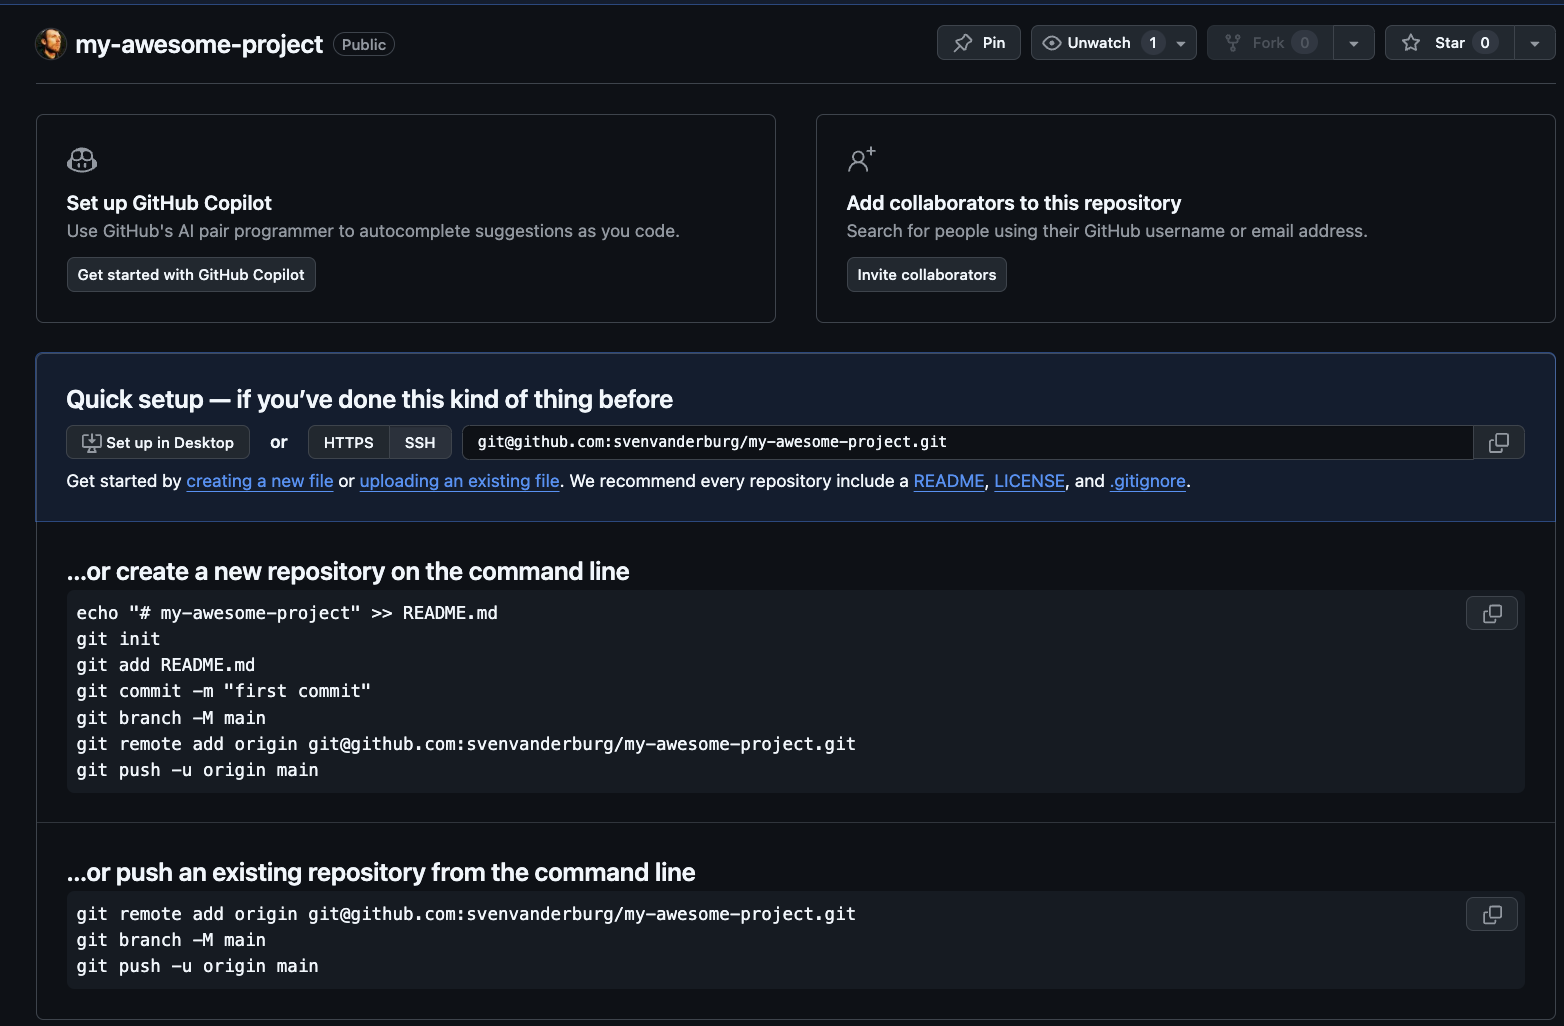 my-awesome-project Public Pin Unwatch 1 Fork 0 Star 0
Set up GitHub Copilot
Use GitHub's AI pair programmer to autocomplete suggestions as you code.
Get started with GitHub Copilot
Add collaborators to this repository
Search for people using their GitHub username or email address.
Invite collaborators
Quick setup — if you’ve done this kind of thing before
Set up in Desktop or HTTPS SSH git@github.com:svenvanderburg/my-awesome-project.git
Get started by creating a new file or uploading an existing file. We recommend every repository include a README, LICENSE, and .gitignore.
…or create a new repository on the command line
echo "# my-awesome-project" >> README.md
git init
git add README.md
git commit -m "first commit"
git branch -M main
git remote add origin git@github.com:svenvanderburg/my-awesome-project.git
git push -u origin main
…or push an existing repository from the command line
git remote add origin git@github.com:svenvanderburg/my-awesome-project.git
git branch -M main
git push -u origin main